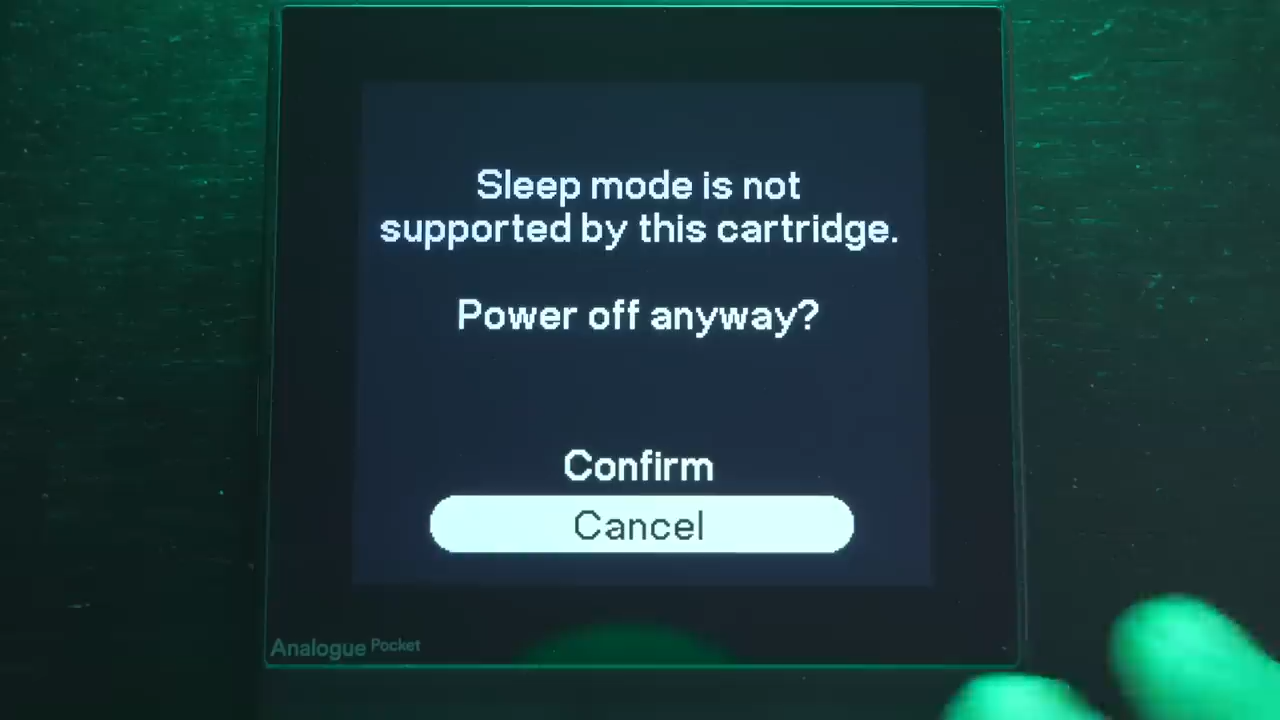 Sleep mode is not
supported by this cartridge.
Power off anyway?
Confirm
Cancel
Analogue Pocket